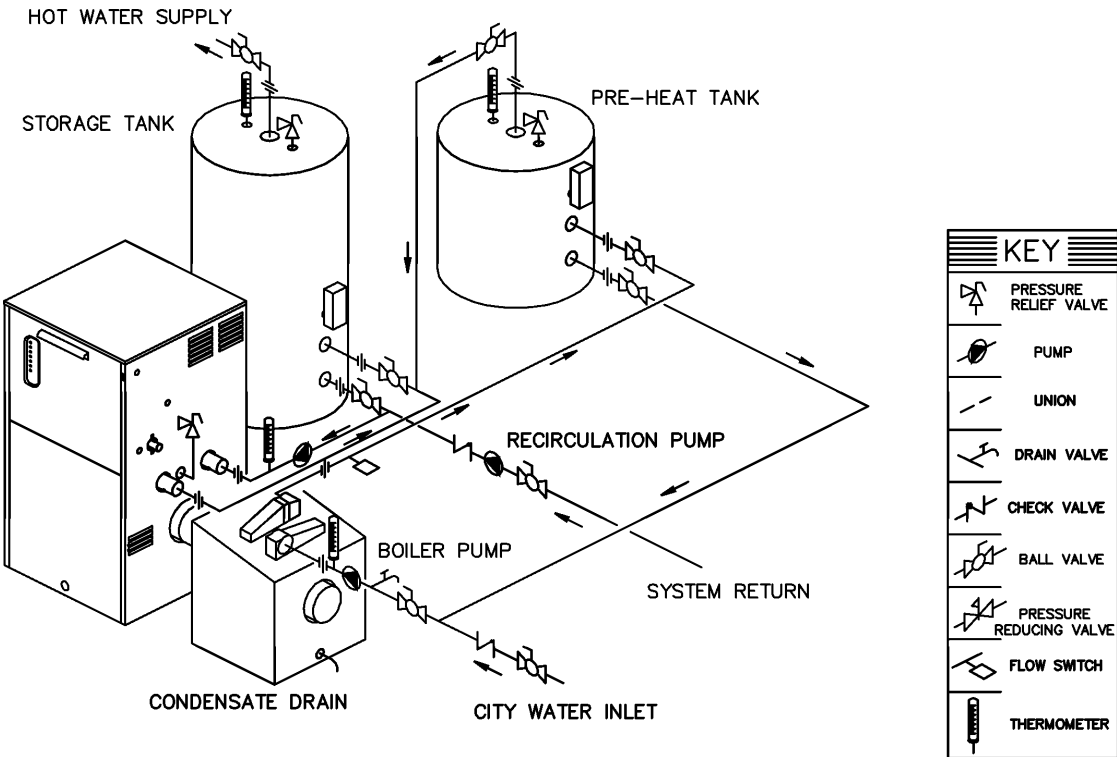 HOT WATER SUPPLY
STORAGE TANK
PRE-HEAT TANK
RECIRCULATION PUMP
BOILER PUMP
SYSTEM RETURN
CONDENSATE DRAIN
CITY WATER INLET
KEY
PRESSURE
RELIEF VALVE
PUMP
UNION
DRAIN VALVE
CHECK VALVE
BALL VALVE
PRESSURE
REDUCING VALVE
FLOW SWITCH
THERMOMETER